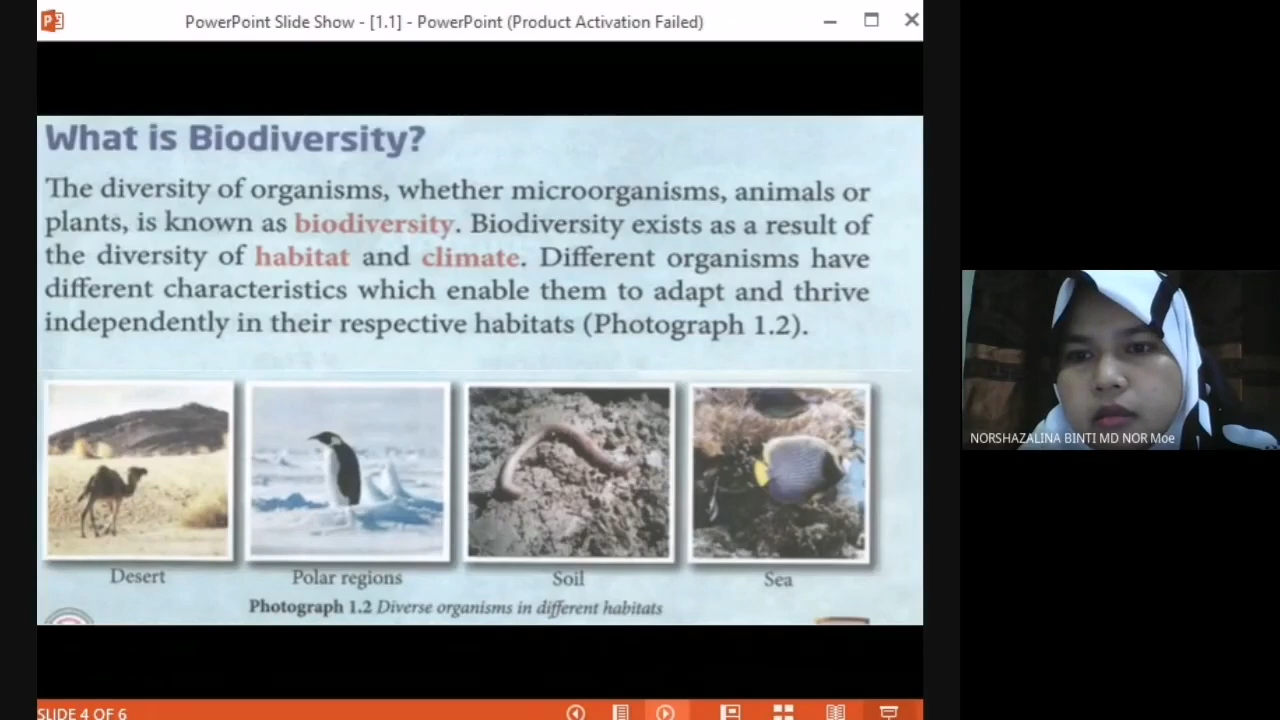 PowerPoint Slide Show - [1.1] - PowerPoint (Product Activation Failed)
What is Biodiversity?
The diversity of organisms, whether microorganisms, animals or
plants, is known as biodiversity. Biodiversity exists as a result of
the diversity of habitat and climate. Different organisms have
different characteristics which enable them to adapt and thrive
independently in their respective habitats (Photograph 1.2).
Desert
Polar regions
Soil
Sea
Photograph 1.2 Diverse organisms in different habitats
NORSHAZALINA BINTI MD NOR Moe
SLIDE 4 OF 6